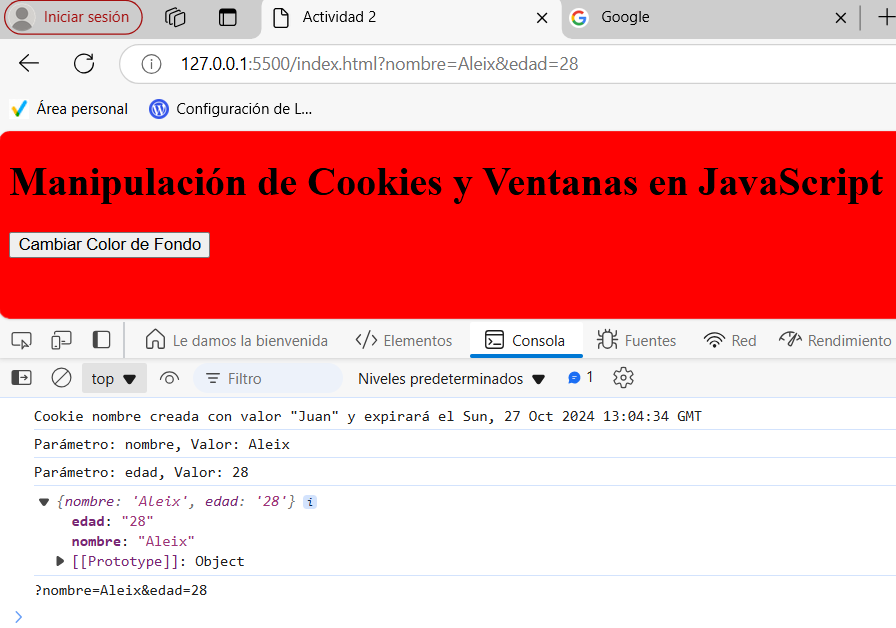 Iniciar sesión Actividad 2 Google
127.0.0.1:5500/index.html?nombre=Aleix&edad=28
Área personal Configuración de L...
Manipulación de Cookies y Ventanas en JavaScript
Cambiar Color de Fondo
Le damos la bienvenida Elementos Consola Fuentes Red Rendimiento
top Filtro Niveles predeterminados 1
Cookie nombre creada con valor "Juan" y expirará el Sun, 27 Oct 2024 13:04:34 GMT
Parámetro: nombre, Valor: Aleix
Parámetro: edad, Valor: 28
{nombre: 'Aleix', edad: '28'}
edad: "28"
nombre: "Aleix"
[[Prototype]]: Object
?nombre=Aleix&edad=28